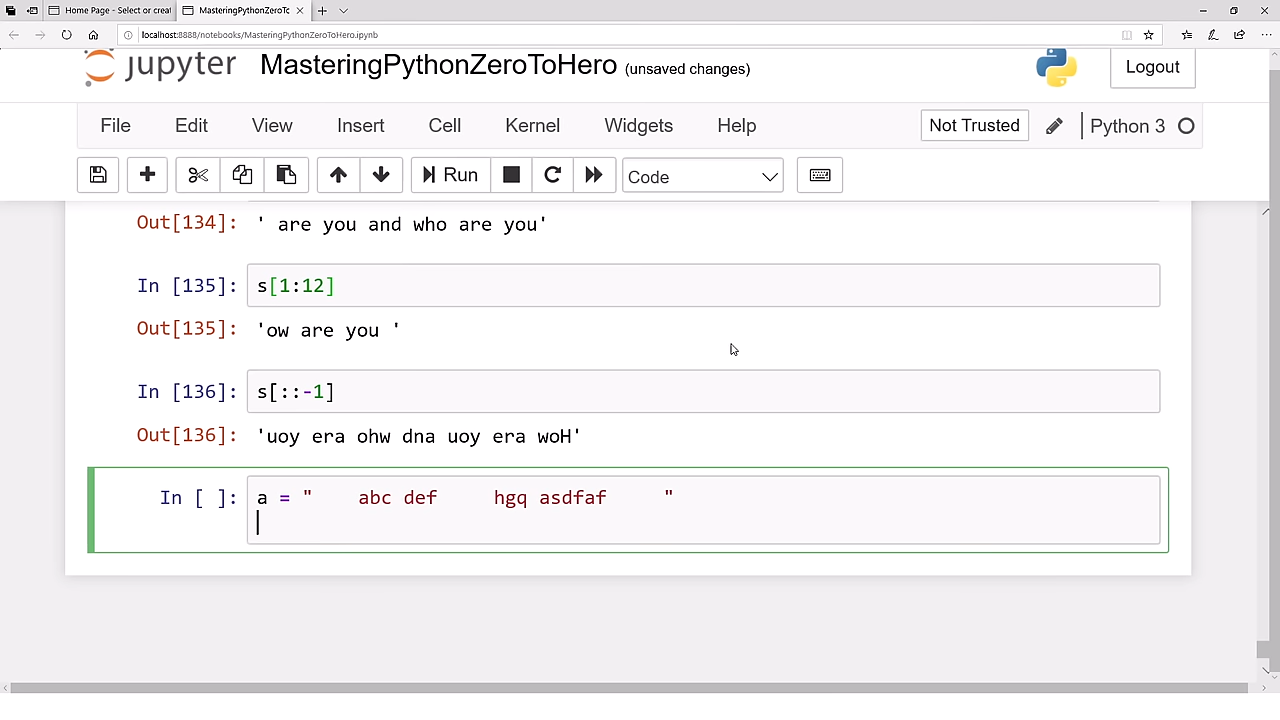 Home Page - Select or creat
MasteringPythonZeroTo
localhost:8888/notebooks/MasteringPythonZeroToHero.ipynb
jupyter MasteringPythonZeroToHero (unsaved changes) Logout
File Edit View Insert Cell Kernel Widgets Help Not Trusted Python 3
Run Code
Out[134]: ' are you and who are you'
In [135]: s[1:12]
Out[135]: 'ow are you '
In [136]: s[::-1]
Out[136]: 'uoy era ohw dna uoy era woH'
In [ ]: a = "    abc def     hgq asdfaf     "